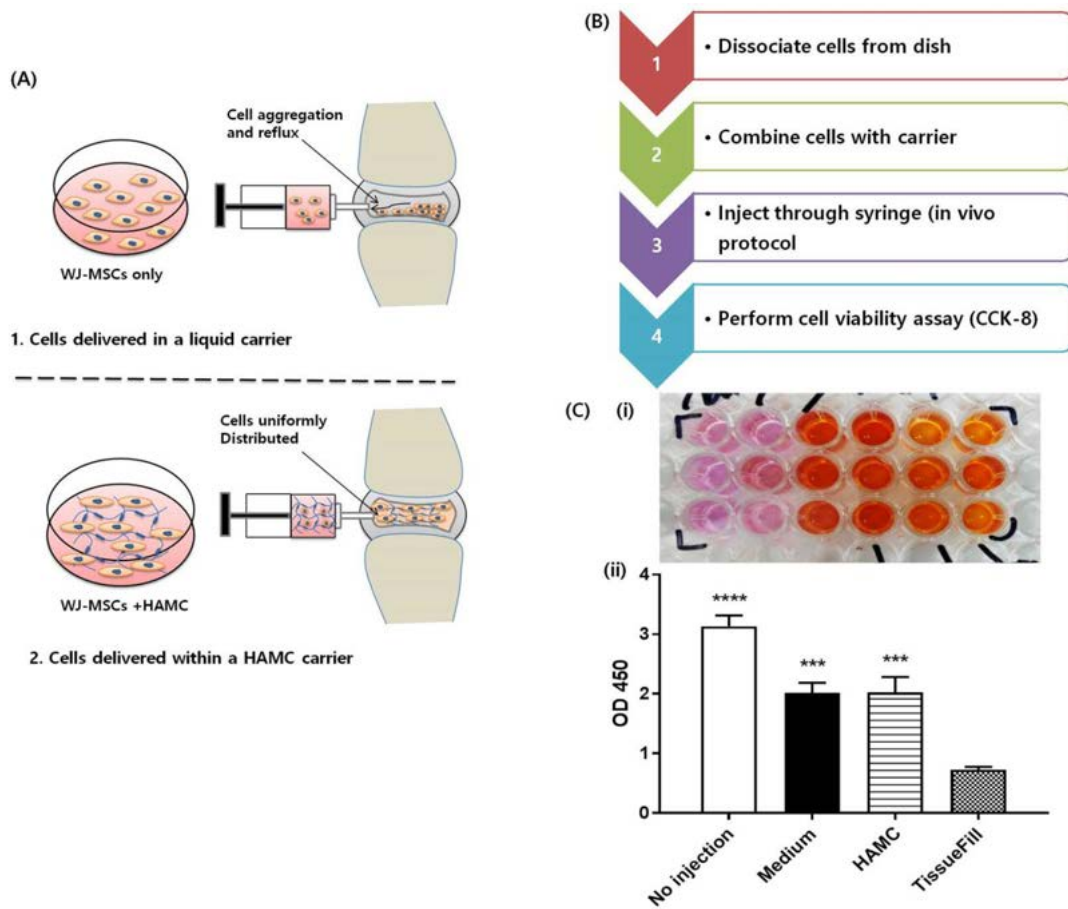 (A)
Cell aggregation
and reflux
WJ-MSCs only
1. Cells delivered in a liquid carrier
Cells uniformly
Distributed
WJ-MSCs +HAMC
2. Cells delivered within a HAMC carrier
(B)
1
• Dissociate cells from dish
2
• Combine cells with carrier
3
• Inject through syringe (in vivo
protocol
4
• Perform cell viability assay (CCK-8)
(C) (i)
(ii)
4
3
2
1
0
OD 450
****
***
***
No injection
Medium
HAMC
TissueFill